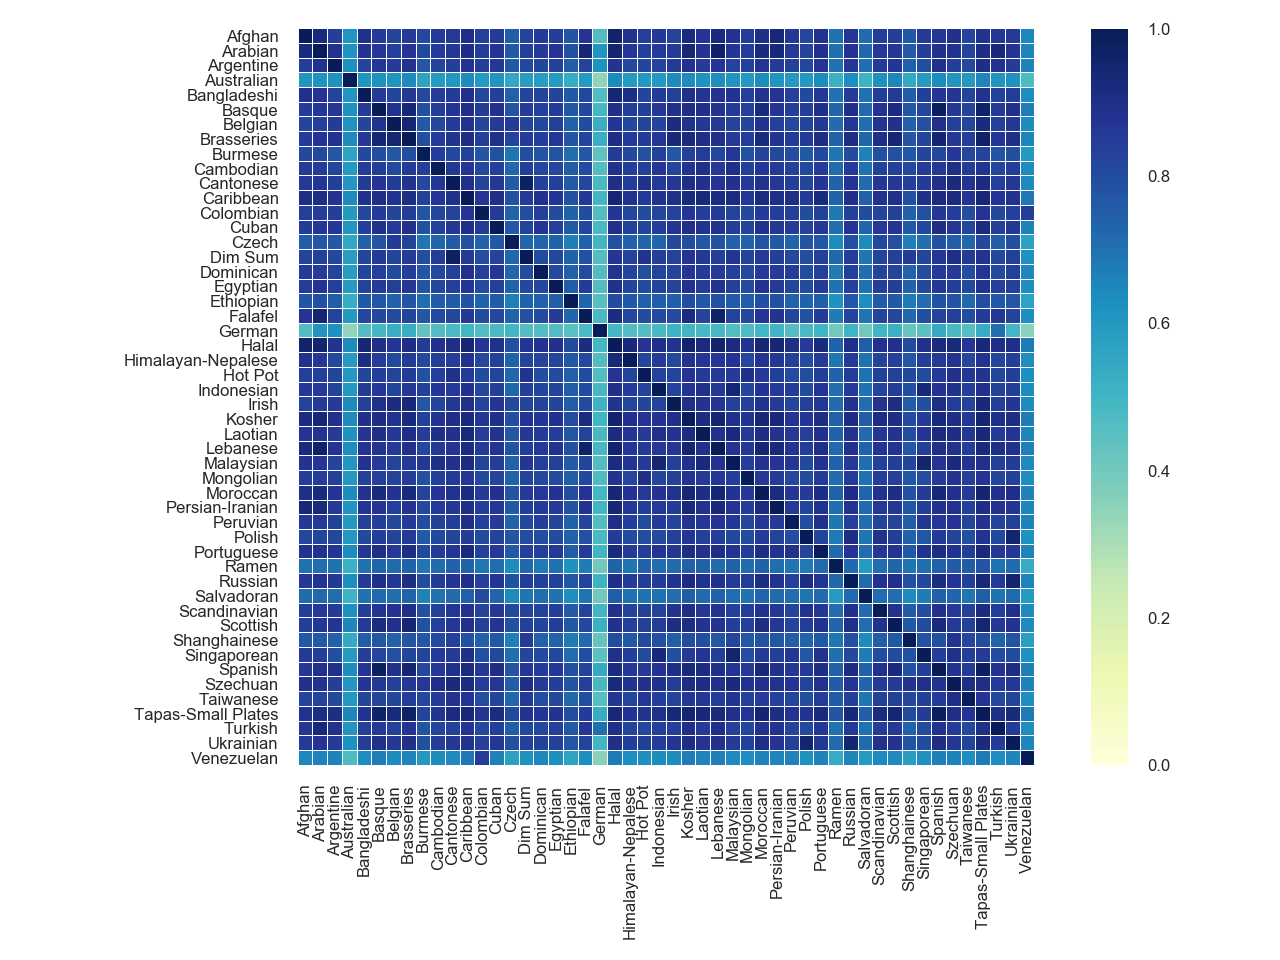 Afghan
Arabian
Argentine
Australian
Bangladeshi
Basque
Belgian
Brasseries
Burmese
Cambodian
Cantonese
Caribbean
Colombian
Cuban
Czech
Dim Sum
Dominican
Egyptian
Ethiopian
Falafel
German
Halal
Himalayan-Nepalese
Hot Pot
Indonesian
Irish
Kosher
Laotian
Lebanese
Malaysian
Mongolian
Moroccan
Persian-Iranian
Peruvian
Polish
Portuguese
Ramen
Russian
Salvadoran
Scandinavian
Scottish
Shanghainese
Singaporean
Spanish
Szechuan
Taiwanese
Tapas-Small Plates
Turkish
Ukrainian
Venezuelan
Afghan
Arabian
Argentine
Australian
Bangladeshi
Basque
Belgian
Brasseries
Burmese
Cambodian
Cantonese
Caribbean
Colombian
Cuban
Czech
Dim Sum
Dominican
Egyptian
Ethiopian
Falafel
German
Halal
Himalayan-Nepalese
Hot Pot
Indonesian
Irish
Kosher
Laotian
Lebanese
Malaysian
Mongolian
Moroccan
Persian-Iranian
Peruvian
Polish
Portuguese
Ramen
Russian
Salvadoran
Scandinavian
Scottish
Shanghainese
Singaporean
Spanish
Szechuan
Taiwanese
Tapas-Small Plates
Turkish
Ukrainian
Venezuelan
1.0
0.8
0.6
0.4
0.2
0.0